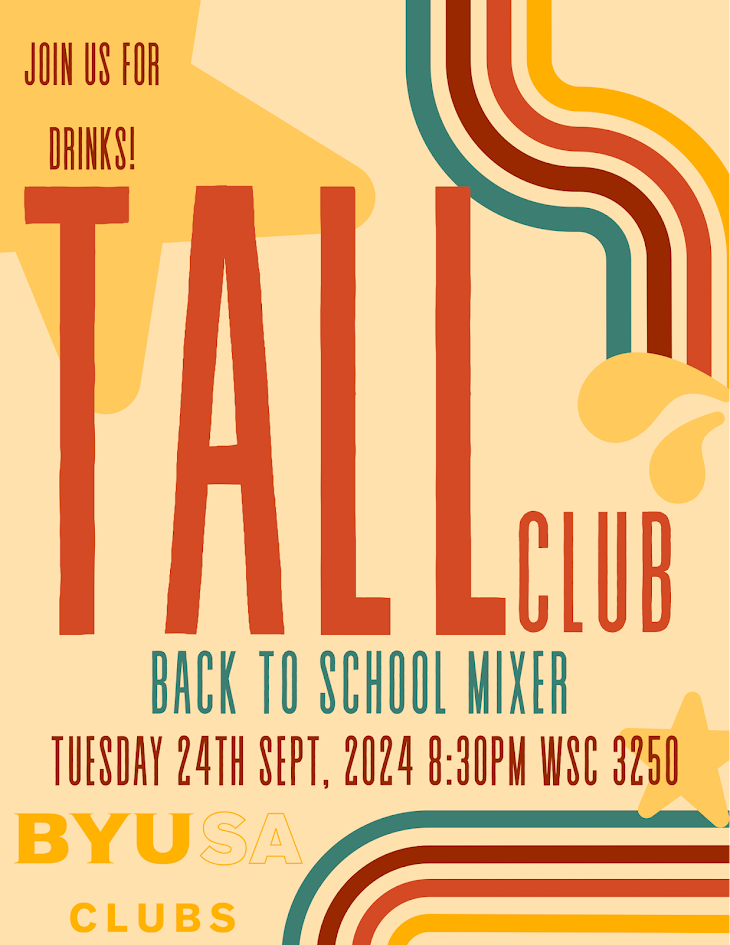 JOIN US FOR
DRINKS!
TALL CLUB
BACK TO SCHOOL MIXER
TUESDAY 24TH SEPT, 2024 8:30PM WSC 3250
BYUSA
CLUBS